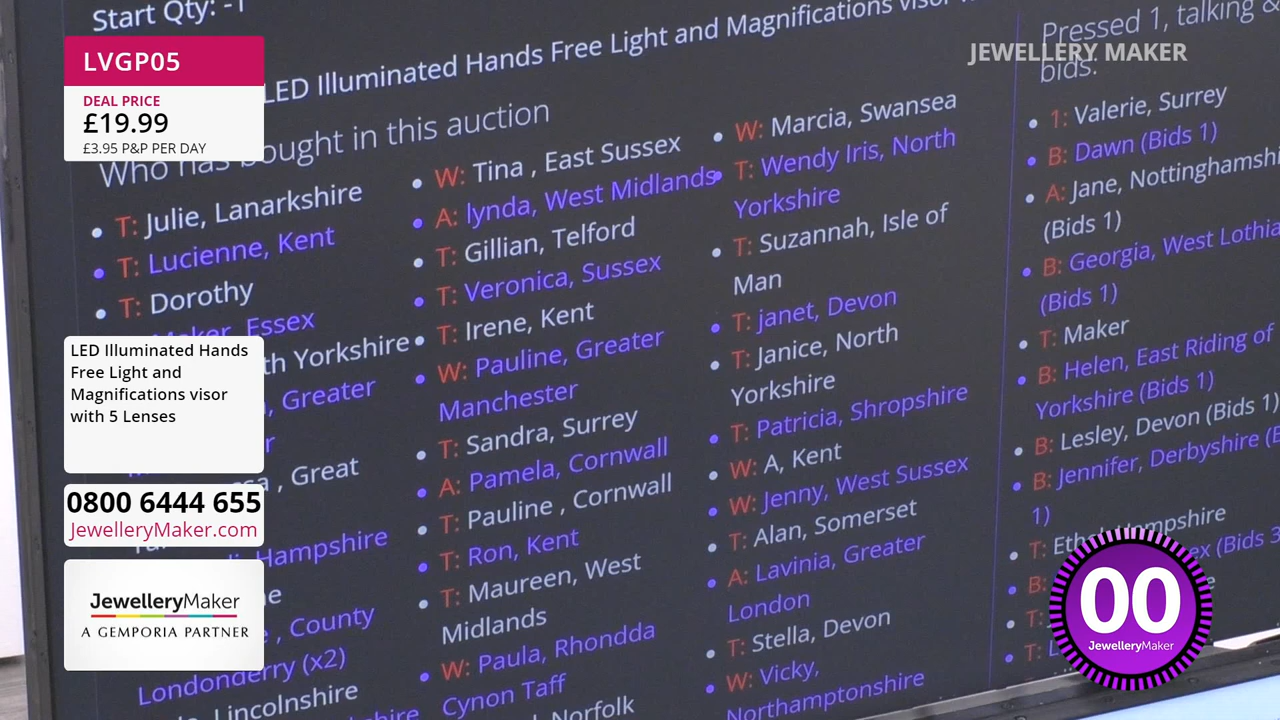 Start Qty: -1
LED Illuminated Hands Free Light and Magnifications visor
Who has bought in this auction
T: Julie, Lanarkshire
T: Lucienne, Kent
T: Dorothy
Maker, Essex
th Yorkshire
, Greater
, Great
Hampshire
, County
Londonderry (x2)
Lincolnshire
W: Tina , East Sussex
A: lynda, West Midlands
T: Gillian, Telford
T: Veronica, Sussex
T: Irene, Kent
W: Pauline, Greater
Manchester
T: Sandra, Surrey
A: Pamela, Cornwall
T: Pauline , Cornwall
T: Ron, Kent
T: Maureen, West
Midlands
W: Paula, Rhondda
Cynon Taff
Norfolk
W: Marcia, Swansea
T: Wendy Iris, North
Yorkshire
T: Suzannah, Isle of
Man
T: janet, Devon
T: Janice, North
Yorkshire
T: Patricia, Shropshire
W: A, Kent
W: Jenny, West Sussex
T: Alan, Somerset
A: Lavinia, Greater
London
T: Stella, Devon
W: Vicky,
Northamptonshire
Pressed 1, talking &
bids:
1: Valerie, Surrey
B: Dawn (Bids 1)
A: Jane, Nottinghamshi
(Bids 1)
B: Georgia, West Lothia
(Bids 1)
T: Maker
B: Helen, East Riding of
Yorkshire (Bids 1)
B: Lesley, Devon (Bids 1)
B: Jennifer, Derbyshire (B
1)
T: Eth Hampshire
B: ex (Bids 3
T:
T: L
JEWELLERY MAKER
LVGP05
DEAL PRICE
£19.99
£3.95 P&P PER DAY
LED Illuminated Hands
Free Light and
Magnifications visor
with 5 Lenses
0800 6444 655
JewelleryMaker.com
JewelleryMaker
A GEMPORIA PARTNER
00
JewelleryMaker